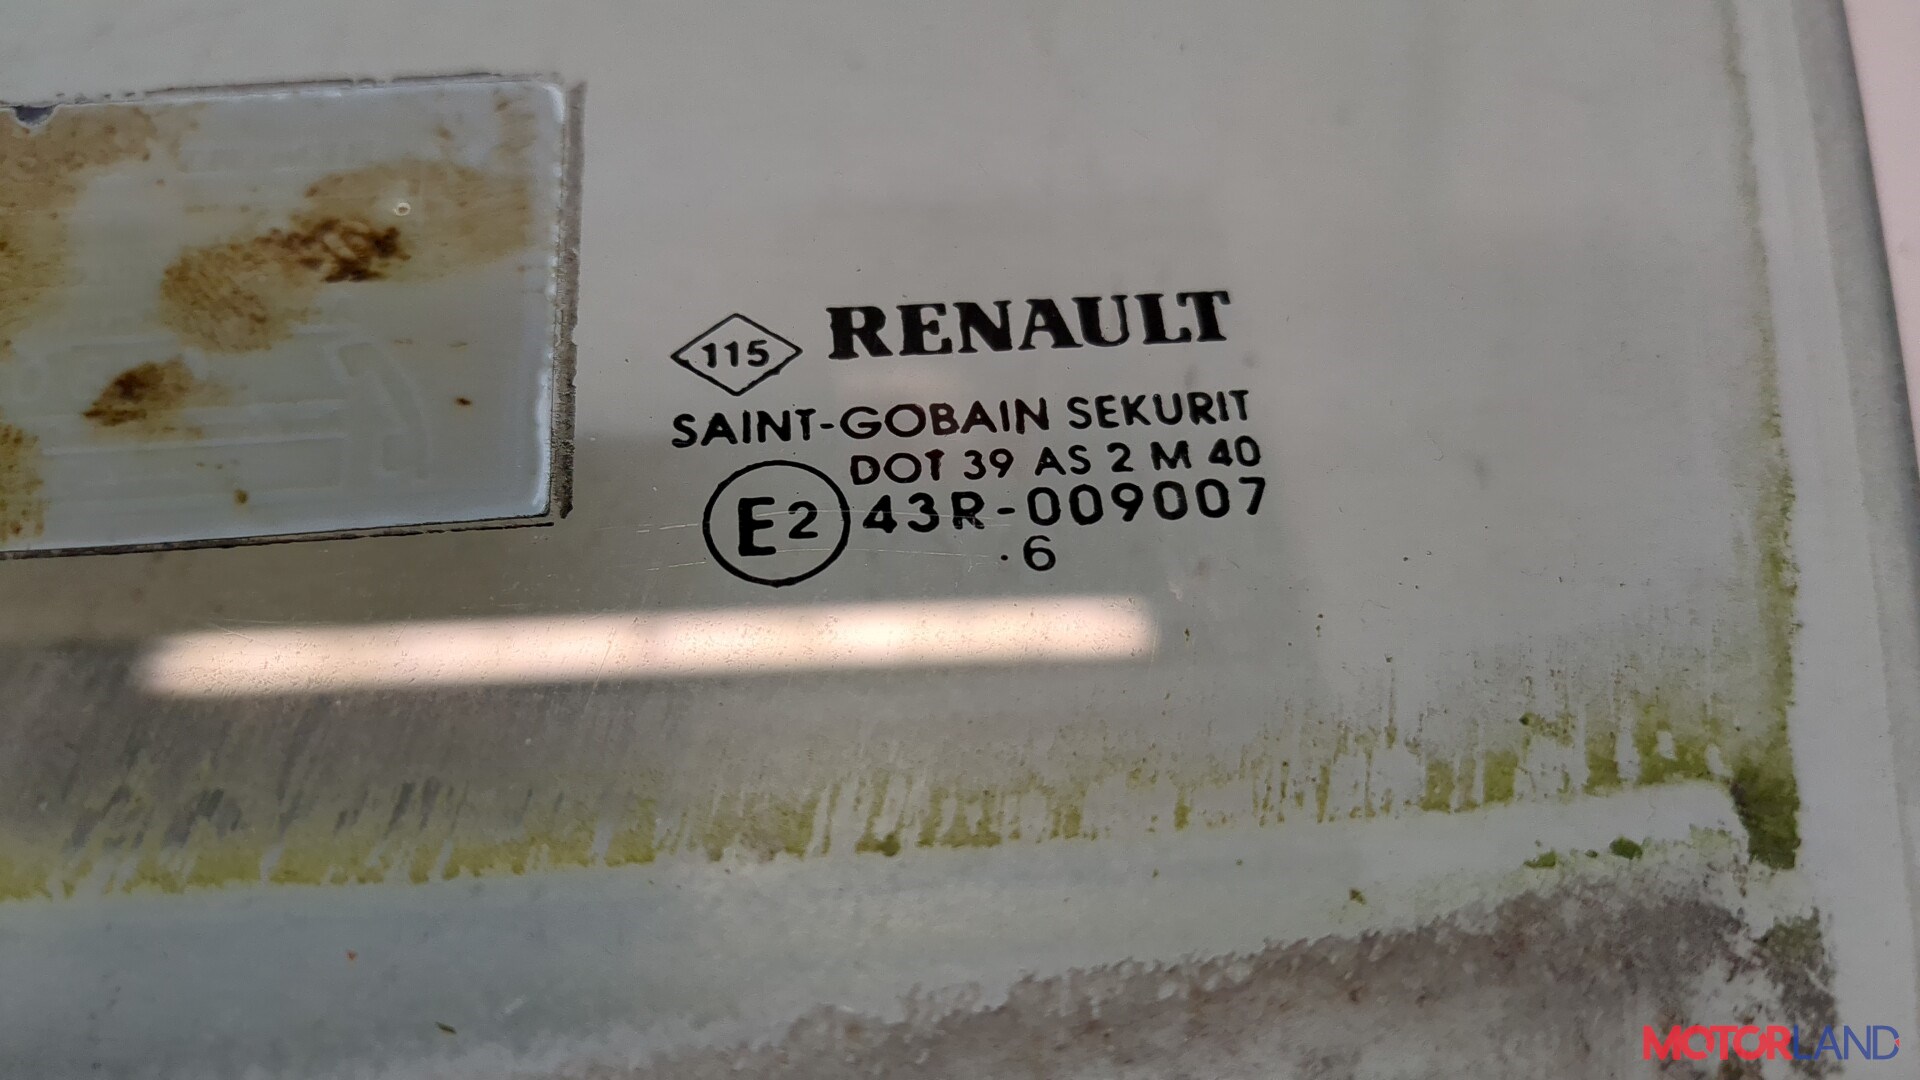 115 RENAULT
SAINT-GOBAIN SEKURIT
DOT 39 AS 2 M 40
E2 43R-009007
.6
MOTORLAND